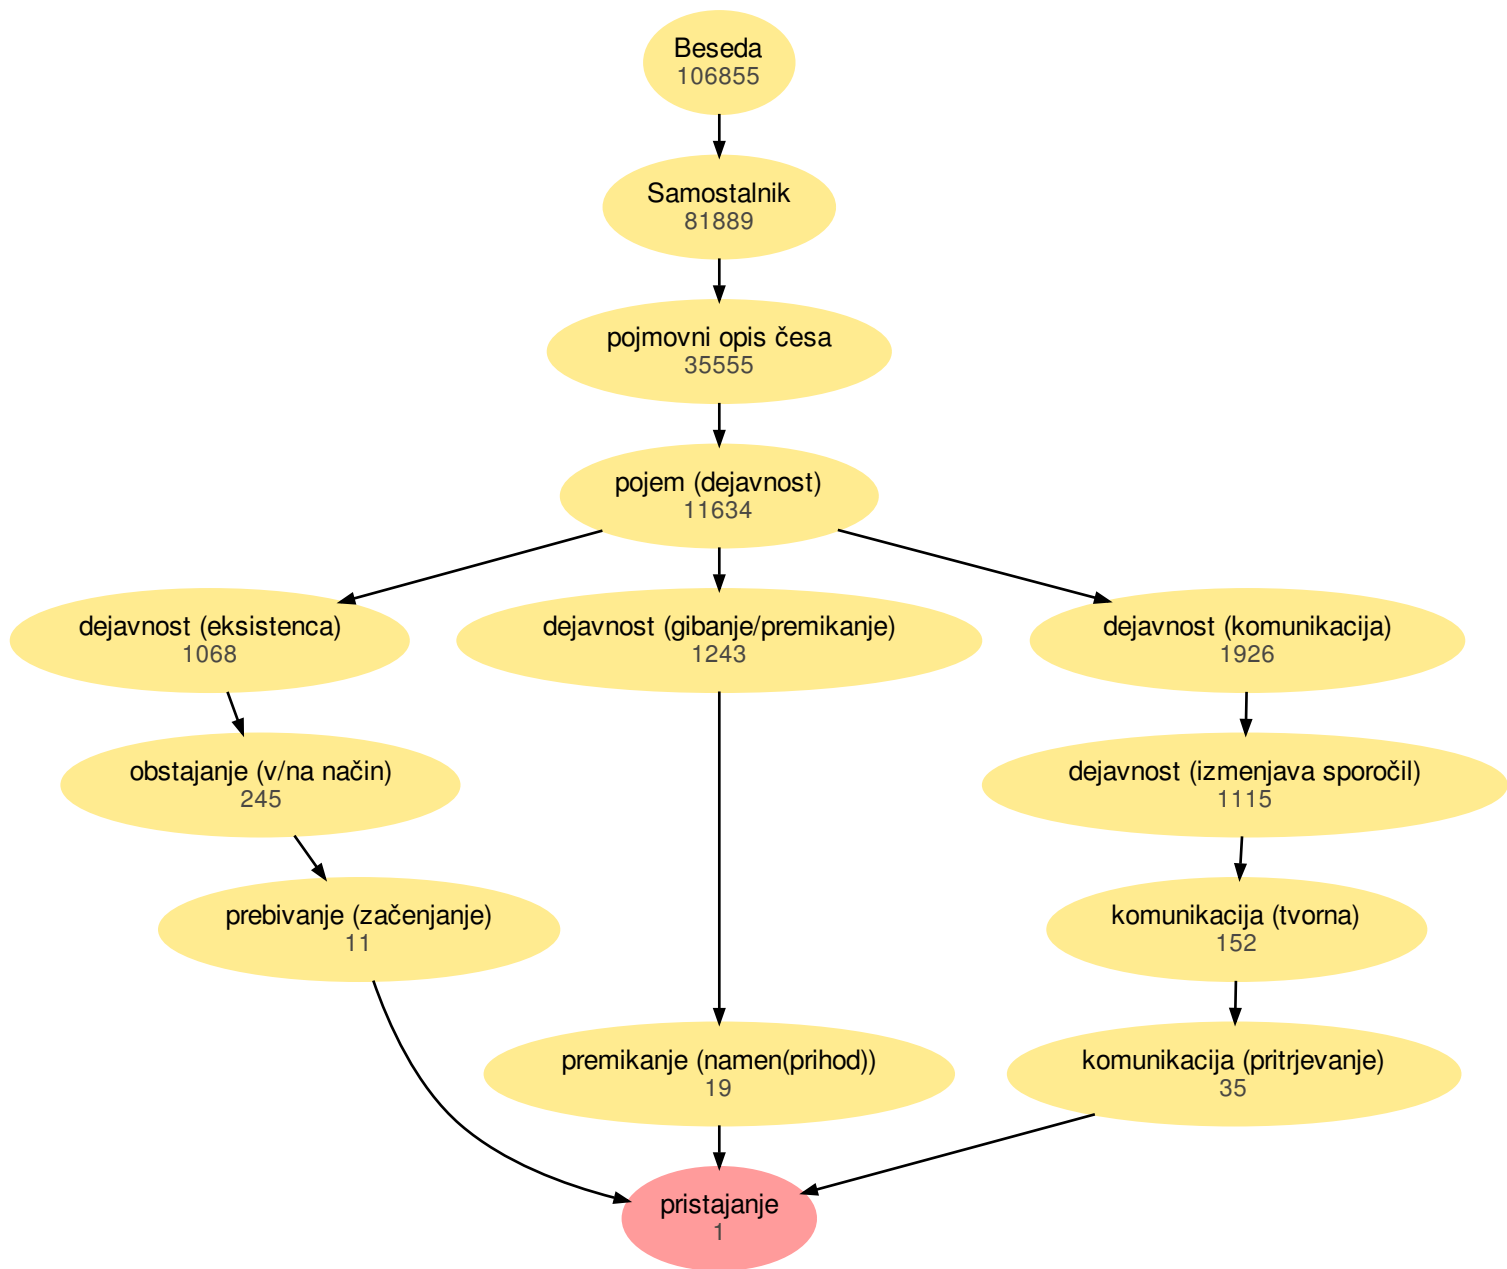 Beseda
106855
Samostalnik
81889
pojmovni opis česa
35555
pojem (dejavnost)
11634
dejavnost (eksistenca)
1068
dejavnost (gibanje/premikanje)
1243
dejavnost (komunikacija)
1926
obstajanje (v/na način)
245
dejavnost (izmenjava sporočil)
1115
prebivanje (začenjanje)
11
komunikacija (tvorna)
152
premikanje (namen(prihod))
19
komunikacija (pritrjevanje)
35
pristajanje
1